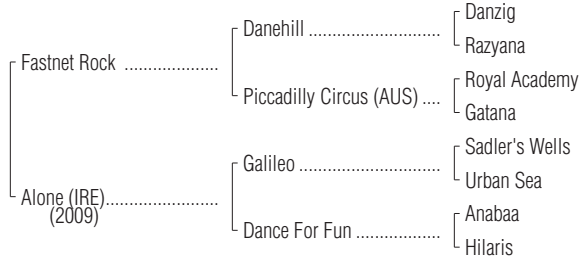 Danzig
Danehill ...............................
Razyana
Fastnet Rock ......................
Royal Academy
Piccadilly Circus (AUS) ....
Gatana
Sadler's Wells
Galileo .................................
Urban Sea
Alone (IRE)..........................
(2009)
Anabaa
Dance For Fun ....................
Hilaris